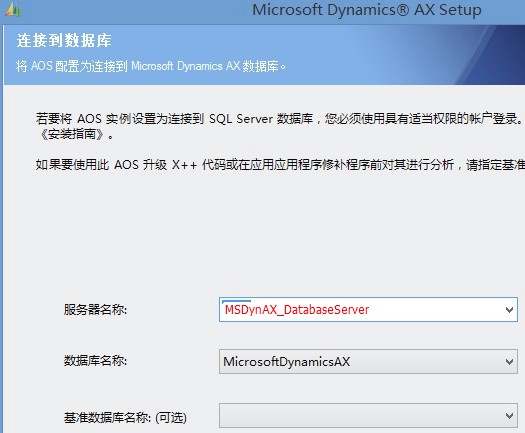 Microsoft Dynamics® AX Setup
连接到数据库
将 AOS 配置为连接到 Microsoft Dynamics AX 数据库。
若要将 AOS 实例设置为连接到 SQL Server 数据库，您必须使用具有适当权限的帐户登录。
《安装指南》。
如果要使用此 AOS 升级 X++ 代码或在应用应用程序修补程序前对其进行分析，请指定基准
服务器名称:
MSDynAX_DatabaseServer
数据库名称:
MicrosoftDynamicsAX
基准数据库名称: (可选)